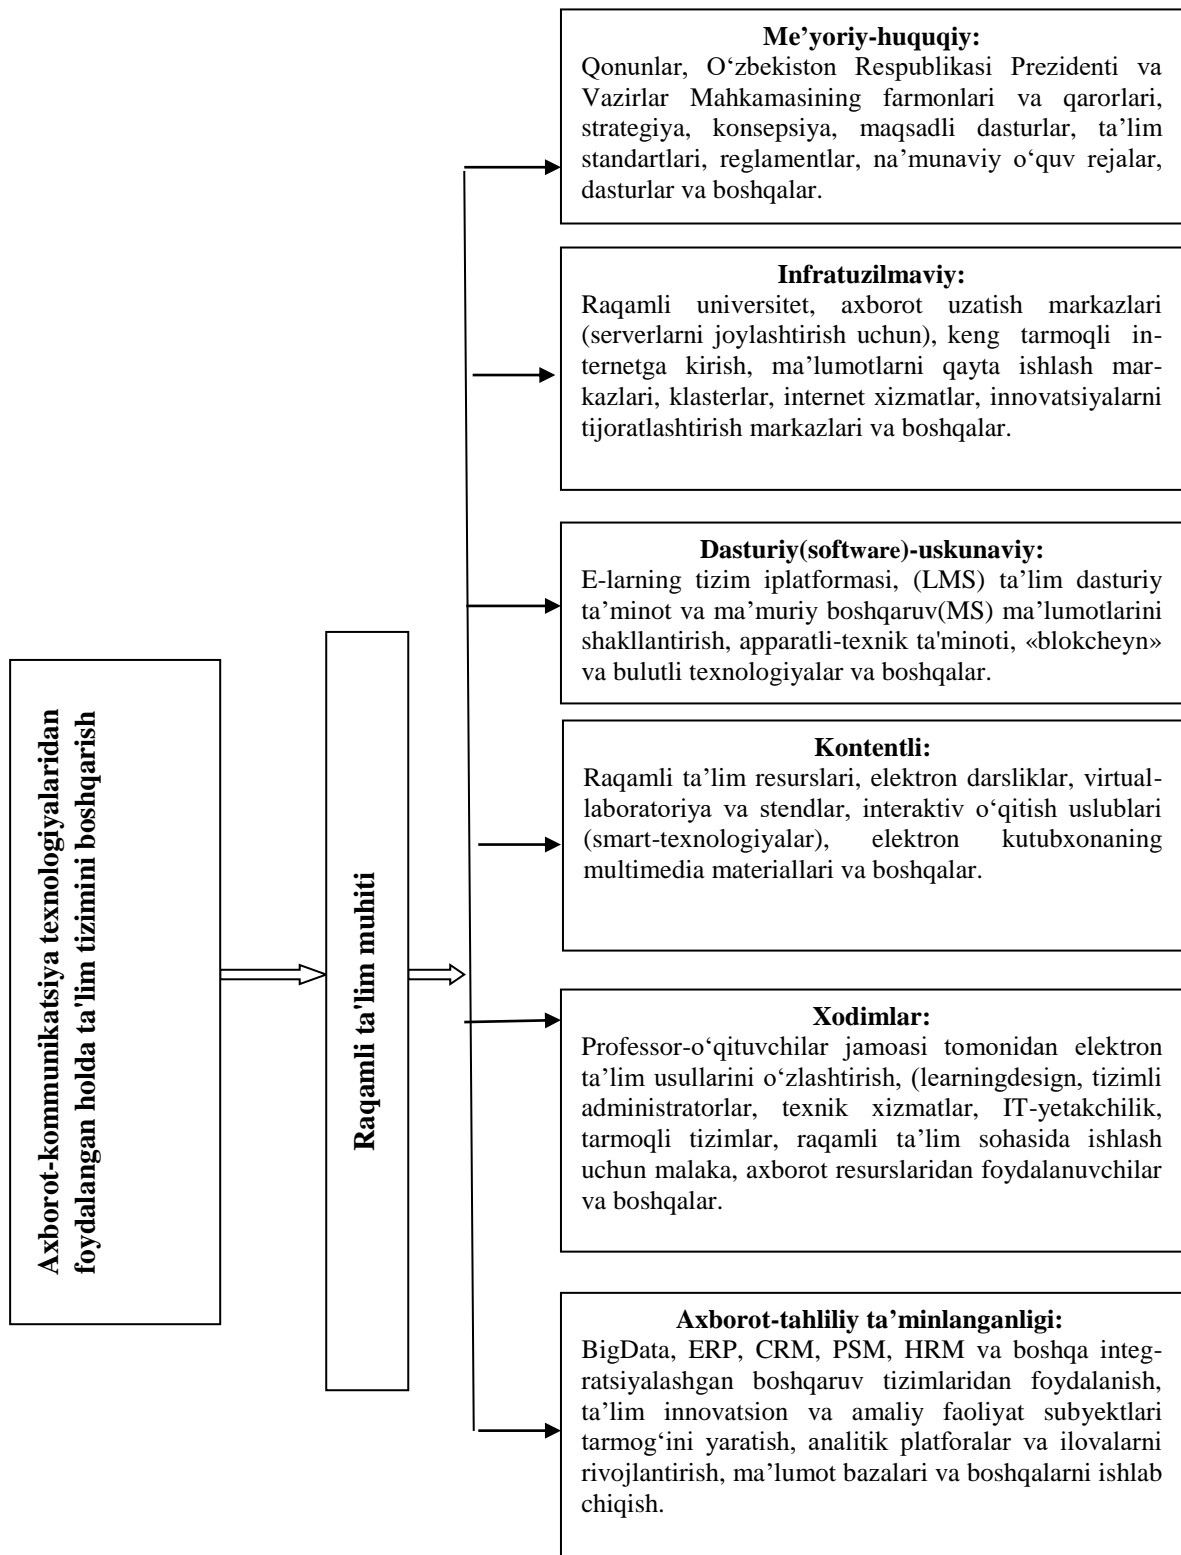 Axborot-kommunikatsiya texnologiyalaridan
foydalangan holda ta'lim tizimini boshqarish
Raqamli ta'lim muhiti
Me’yoriy-huquqiy:
Qonunlar, O‘zbekiston Respublikasi Prezidenti va
Vazirlar Mahkamasining farmonlari va qarorlari,
strategiya, konsepsiya, maqsadli dasturlar, ta’lim
standartlari, reglamentlar, na’munaviy o‘quv rejalar,
dasturlar va boshqalar.
Infratuzilmaviy:
Raqamli universitet, axborot uzatish markazlari
(serverlarni joylashtirish uchun), keng tarmoqli in-
ternetga kirish, ma’lumotlarni qayta ishlash mar-
kazlari, klasterlar, internet xizmatlar, innovatsiyalarni
tijoratlashtirish markazlari va boshqalar.
Dasturiy(software)-uskunaviy:
E-larning tizim iplatformasi, (LMS) ta’lim dasturiy
ta’minot va ma’muriy boshqaruv(MS) ma’lumotlarini
shakllantirish, apparatli-texnik ta'minoti, «blokcheyn»
va bulutli texnologiyalar va boshqalar.
Kontentli:
Raqamli ta’lim resurslari, elektron darsliklar, virtual-
laboratoriya va stendlar, interaktiv o‘qitish uslublari
(smart-texnologiyalar), elektron kutubxonaning
multimedia materiallari va boshqalar.
Xodimlar:
Professor-o‘qituvchilar jamoasi tomonidan elektron
ta’lim usullarini o‘zlashtirish, (learningdesign, tizimli
administratorlar, texnik xizmatlar, IT-yetakchilik,
tarmoqli tizimlar, raqamli ta’lim sohasida ishlash
uchun malaka, axborot resurslaridan foydalanuvchilar
va boshqalar.
Axborot-tahliliy ta’minlanganligi:
BigData, ERP, CRM, PSM, HRM va boshqa integ-
ratsiyalashgan boshqaruv tizimlaridan foydalanish,
ta’lim innovatsion va amaliy faoliyat subyektlari
tarmog‘ini yaratish, analitik platforalar va ilovalarni
rivojlantirish, ma’lumot bazalari va boshqalarni ishlab
chiqish.